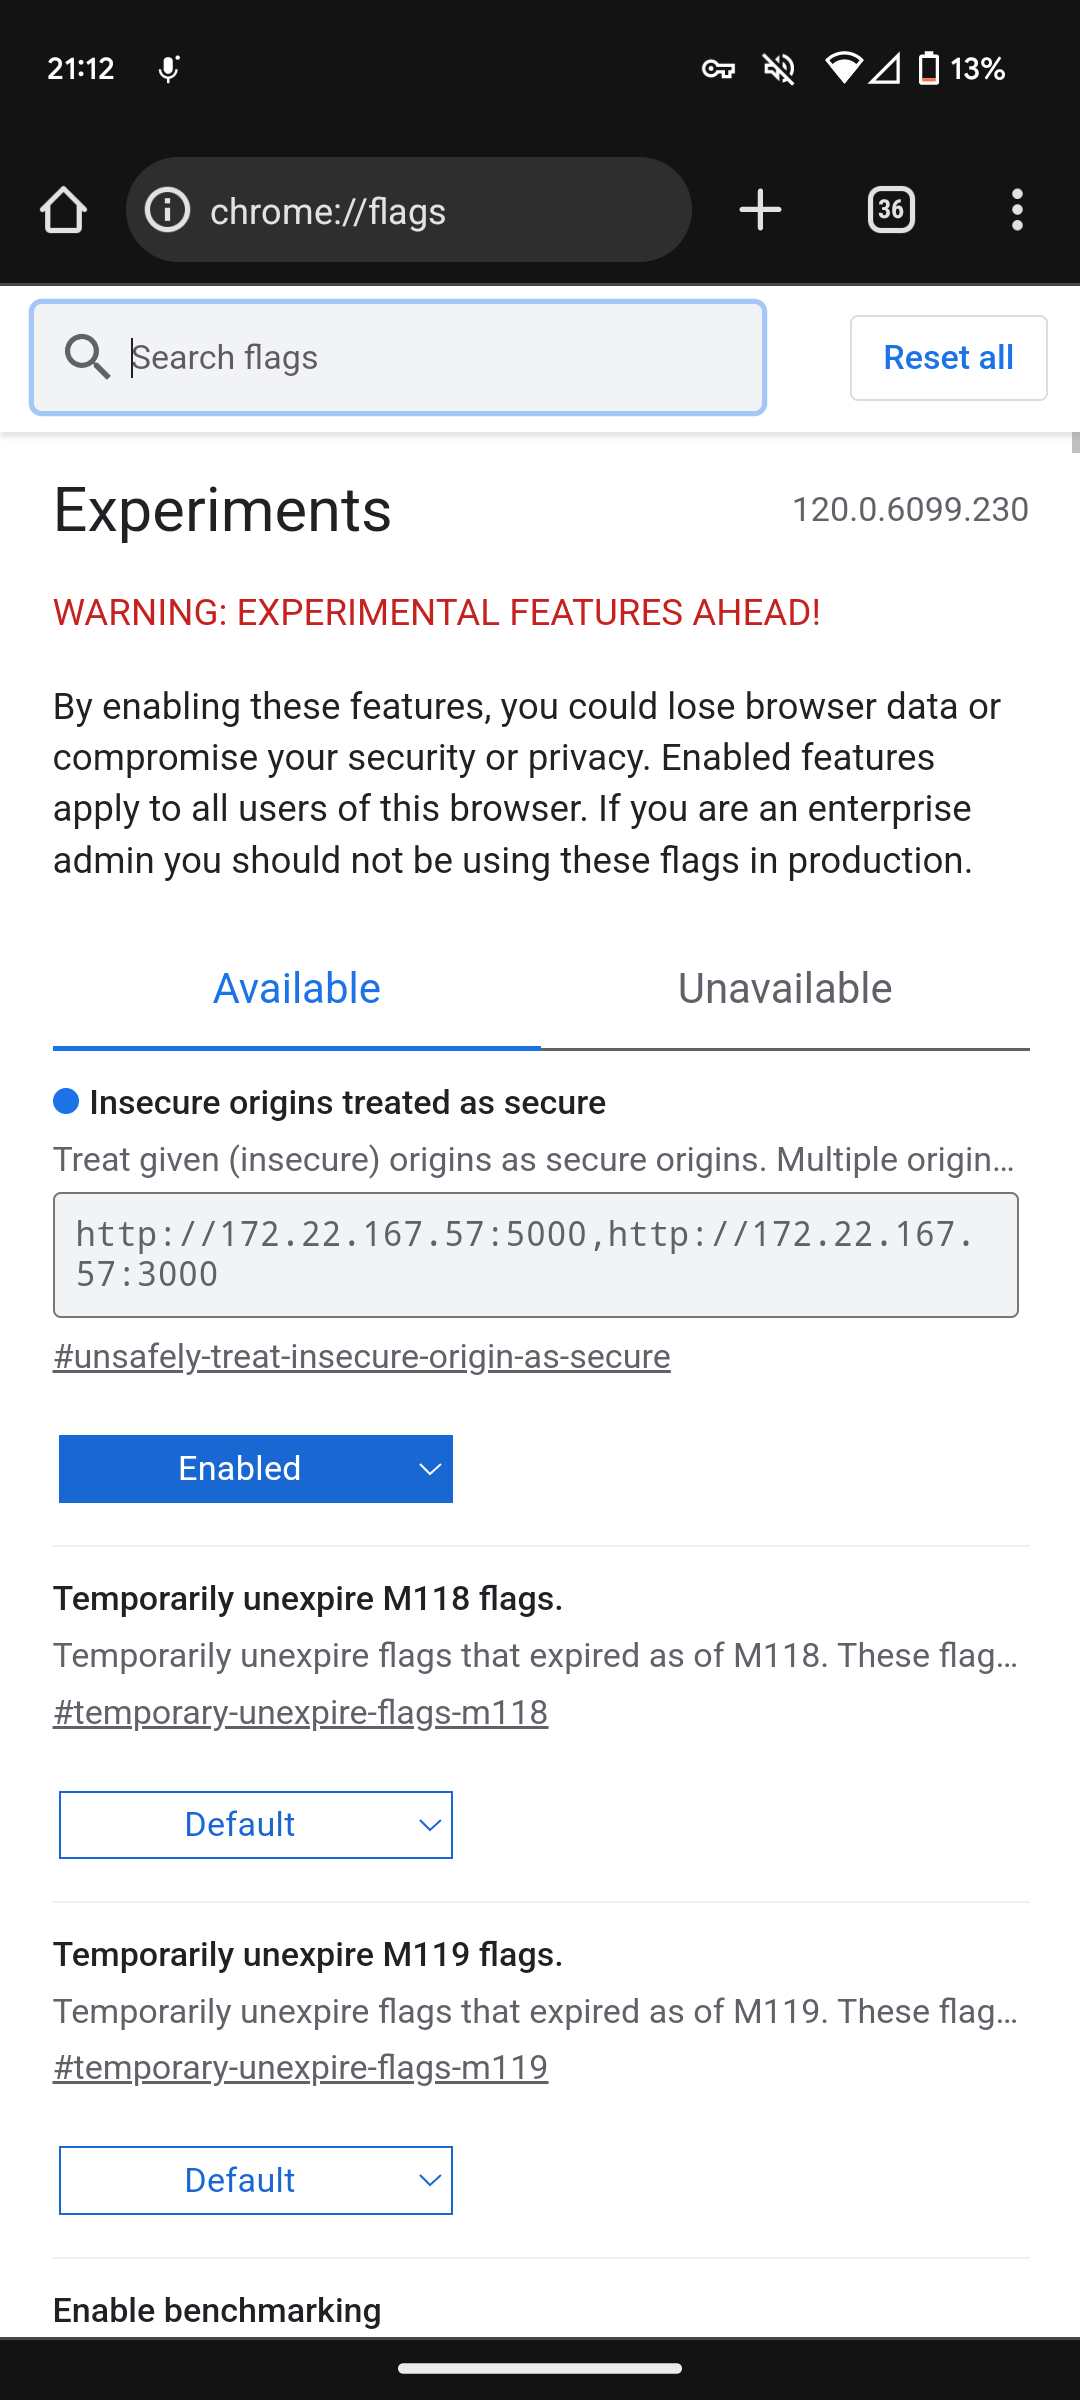 21:12
13%
chrome://flags
36
Search flags
Reset all
Experiments
120.0.6099.230
WARNING: EXPERIMENTAL FEATURES AHEAD!
By enabling these features, you could lose browser data or
compromise your security or privacy. Enabled features
apply to all users of this browser. If you are an enterprise
admin you should not be using these flags in production.
Available
Unavailable
Insecure origins treated as secure
Treat given (insecure) origins as secure origins. Multiple origin...
http://172.22.167.57:5000,http://172.22.167.
57:3000
#unsafely-treat-insecure-origin-as-secure
Enabled
Temporarily unexpire M118 flags.
Temporarily unexpire flags that expired as of M118. These flag...
#temporary-unexpire-flags-m118
Default
Temporarily unexpire M119 flags.
Temporarily unexpire flags that expired as of M119. These flag...
#temporary-unexpire-flags-m119
Default
Enable benchmarking